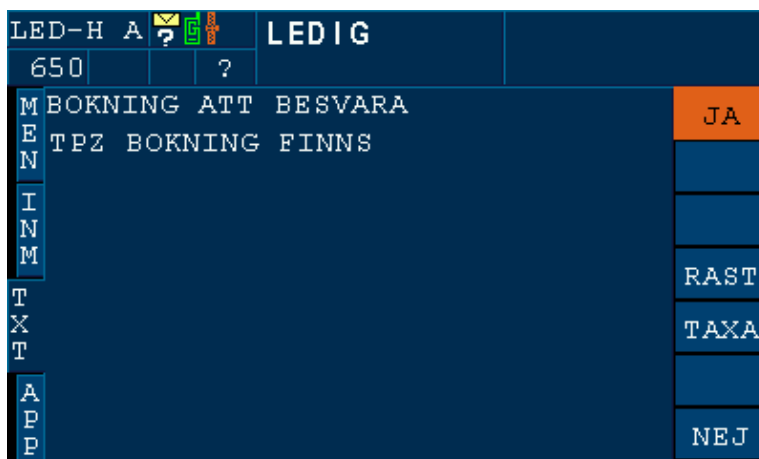 LED-H A ? G LEDIG
650 ?
MEN
BOKNING ATT BESVARA
TPZ BOKNING FINNS
INM
TXT
APP
JA
RAST
TAXA
NEJ